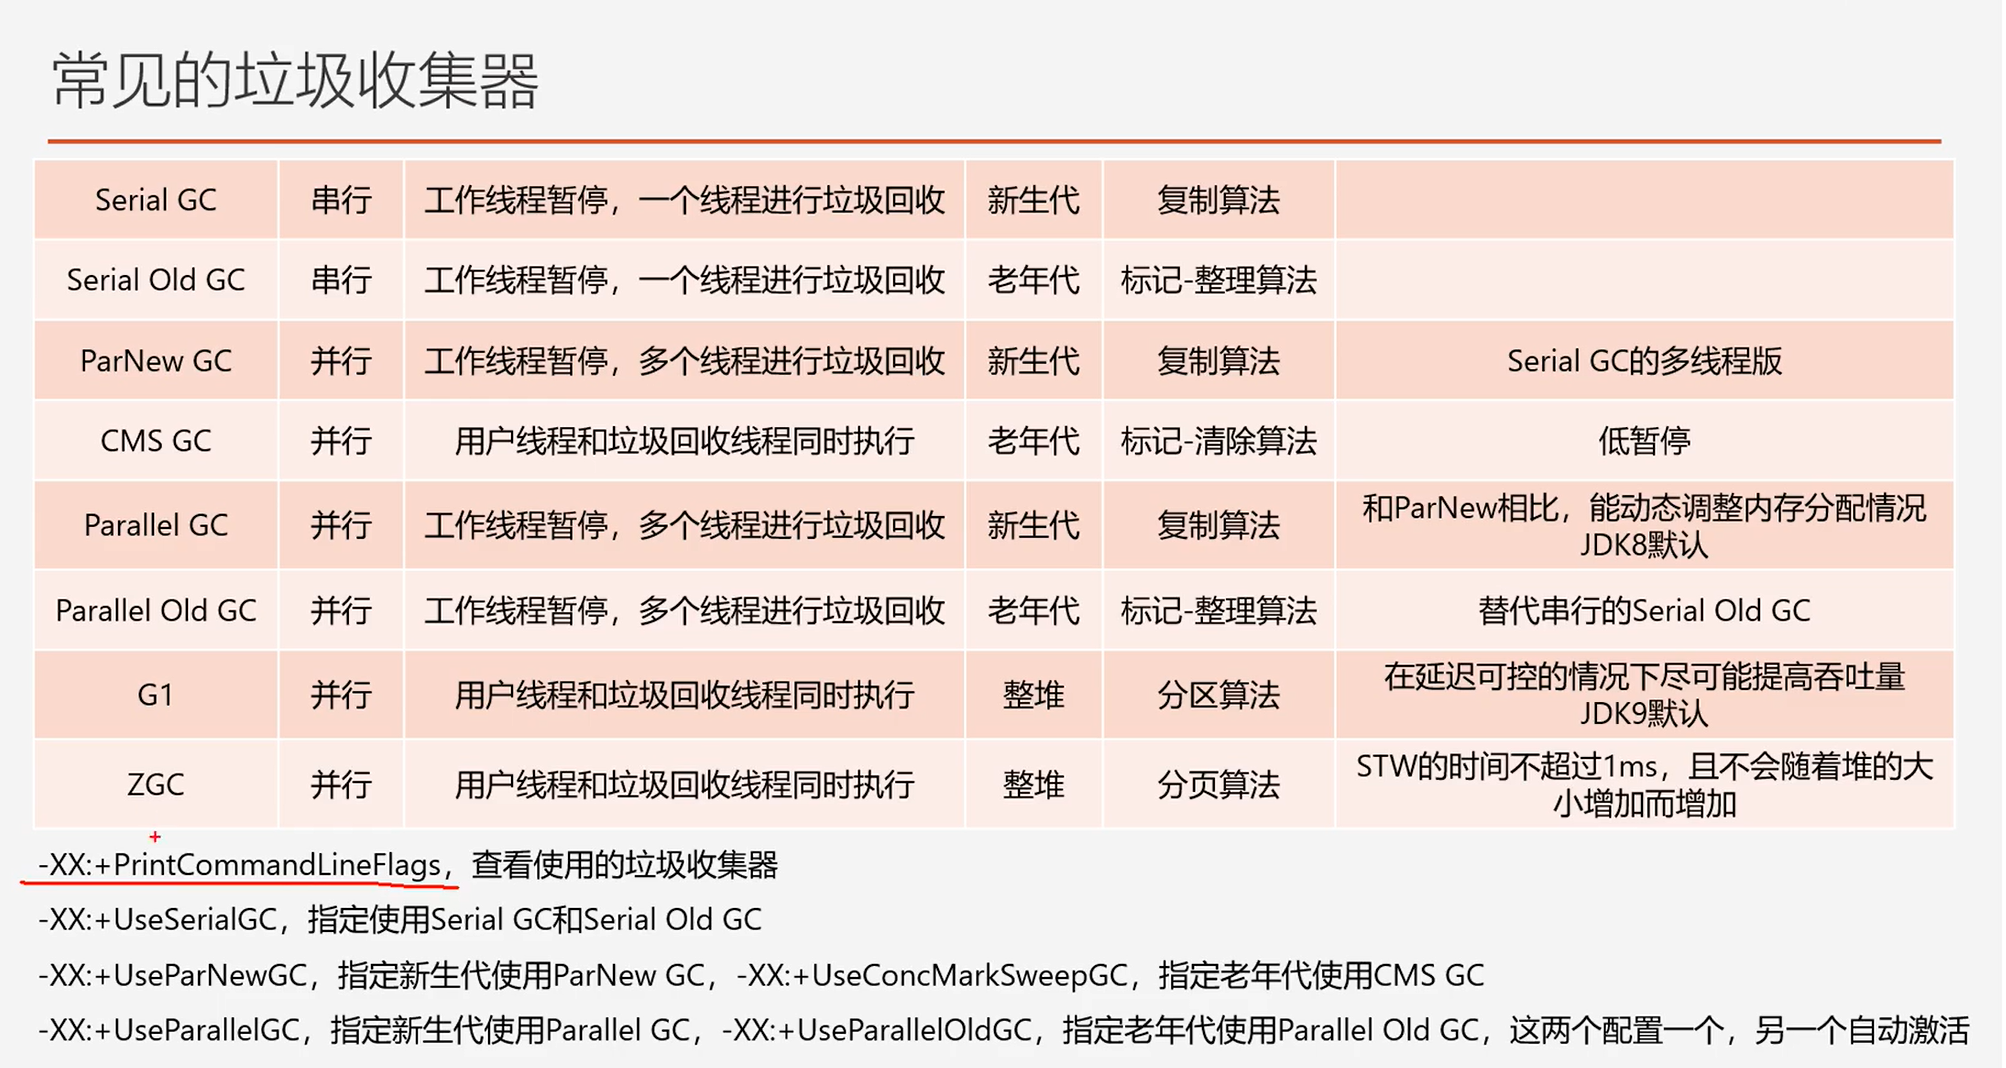 常见的垃圾收集器
Serial GC 串行 工作线程暂停，一个线程进行垃圾回收 新生代 复制算法
Serial Old GC 串行 工作线程暂停，一个线程进行垃圾回收 老年代 标记-整理算法
ParNew GC 并行 工作线程暂停，多个线程进行垃圾回收 新生代 复制算法 Serial GC的多线程版
CMS GC 并行 用户线程和垃圾回收线程同时执行 老年代 标记-清除算法 低暂停
Parallel GC 并行 工作线程暂停，多个线程进行垃圾回收 新生代 复制算法 和ParNew相比，能动态调整内存分配情况
JDK8默认
Parallel Old GC 并行 工作线程暂停，多个线程进行垃圾回收 老年代 标记-整理算法 替代串行的Serial Old GC
G1 并行 用户线程和垃圾回收线程同时执行 整堆 分区算法 在延迟可控的情况下尽可能提高吞吐量
JDK9默认
ZGC 并行 用户线程和垃圾回收线程同时执行 整堆 分页算法 STW的时间不超过1ms，且不会随着堆的大
小增加而增加
-XX:+PrintCommandLineFlags，查看使用的垃圾收集器
-XX:+UseSerialGC，指定使用Serial GC和Serial Old GC
-XX:+UseParNewGC，指定新生代使用ParNew GC，-XX:+UseConcMarkSweepGC，指定老年代使用CMS GC
-XX:+UseParallelGC，指定新生代使用Parallel GC，-XX:+UseParallelOldGC，指定老年代使用Parallel Old GC，这两个配置一个，另一个自动激活